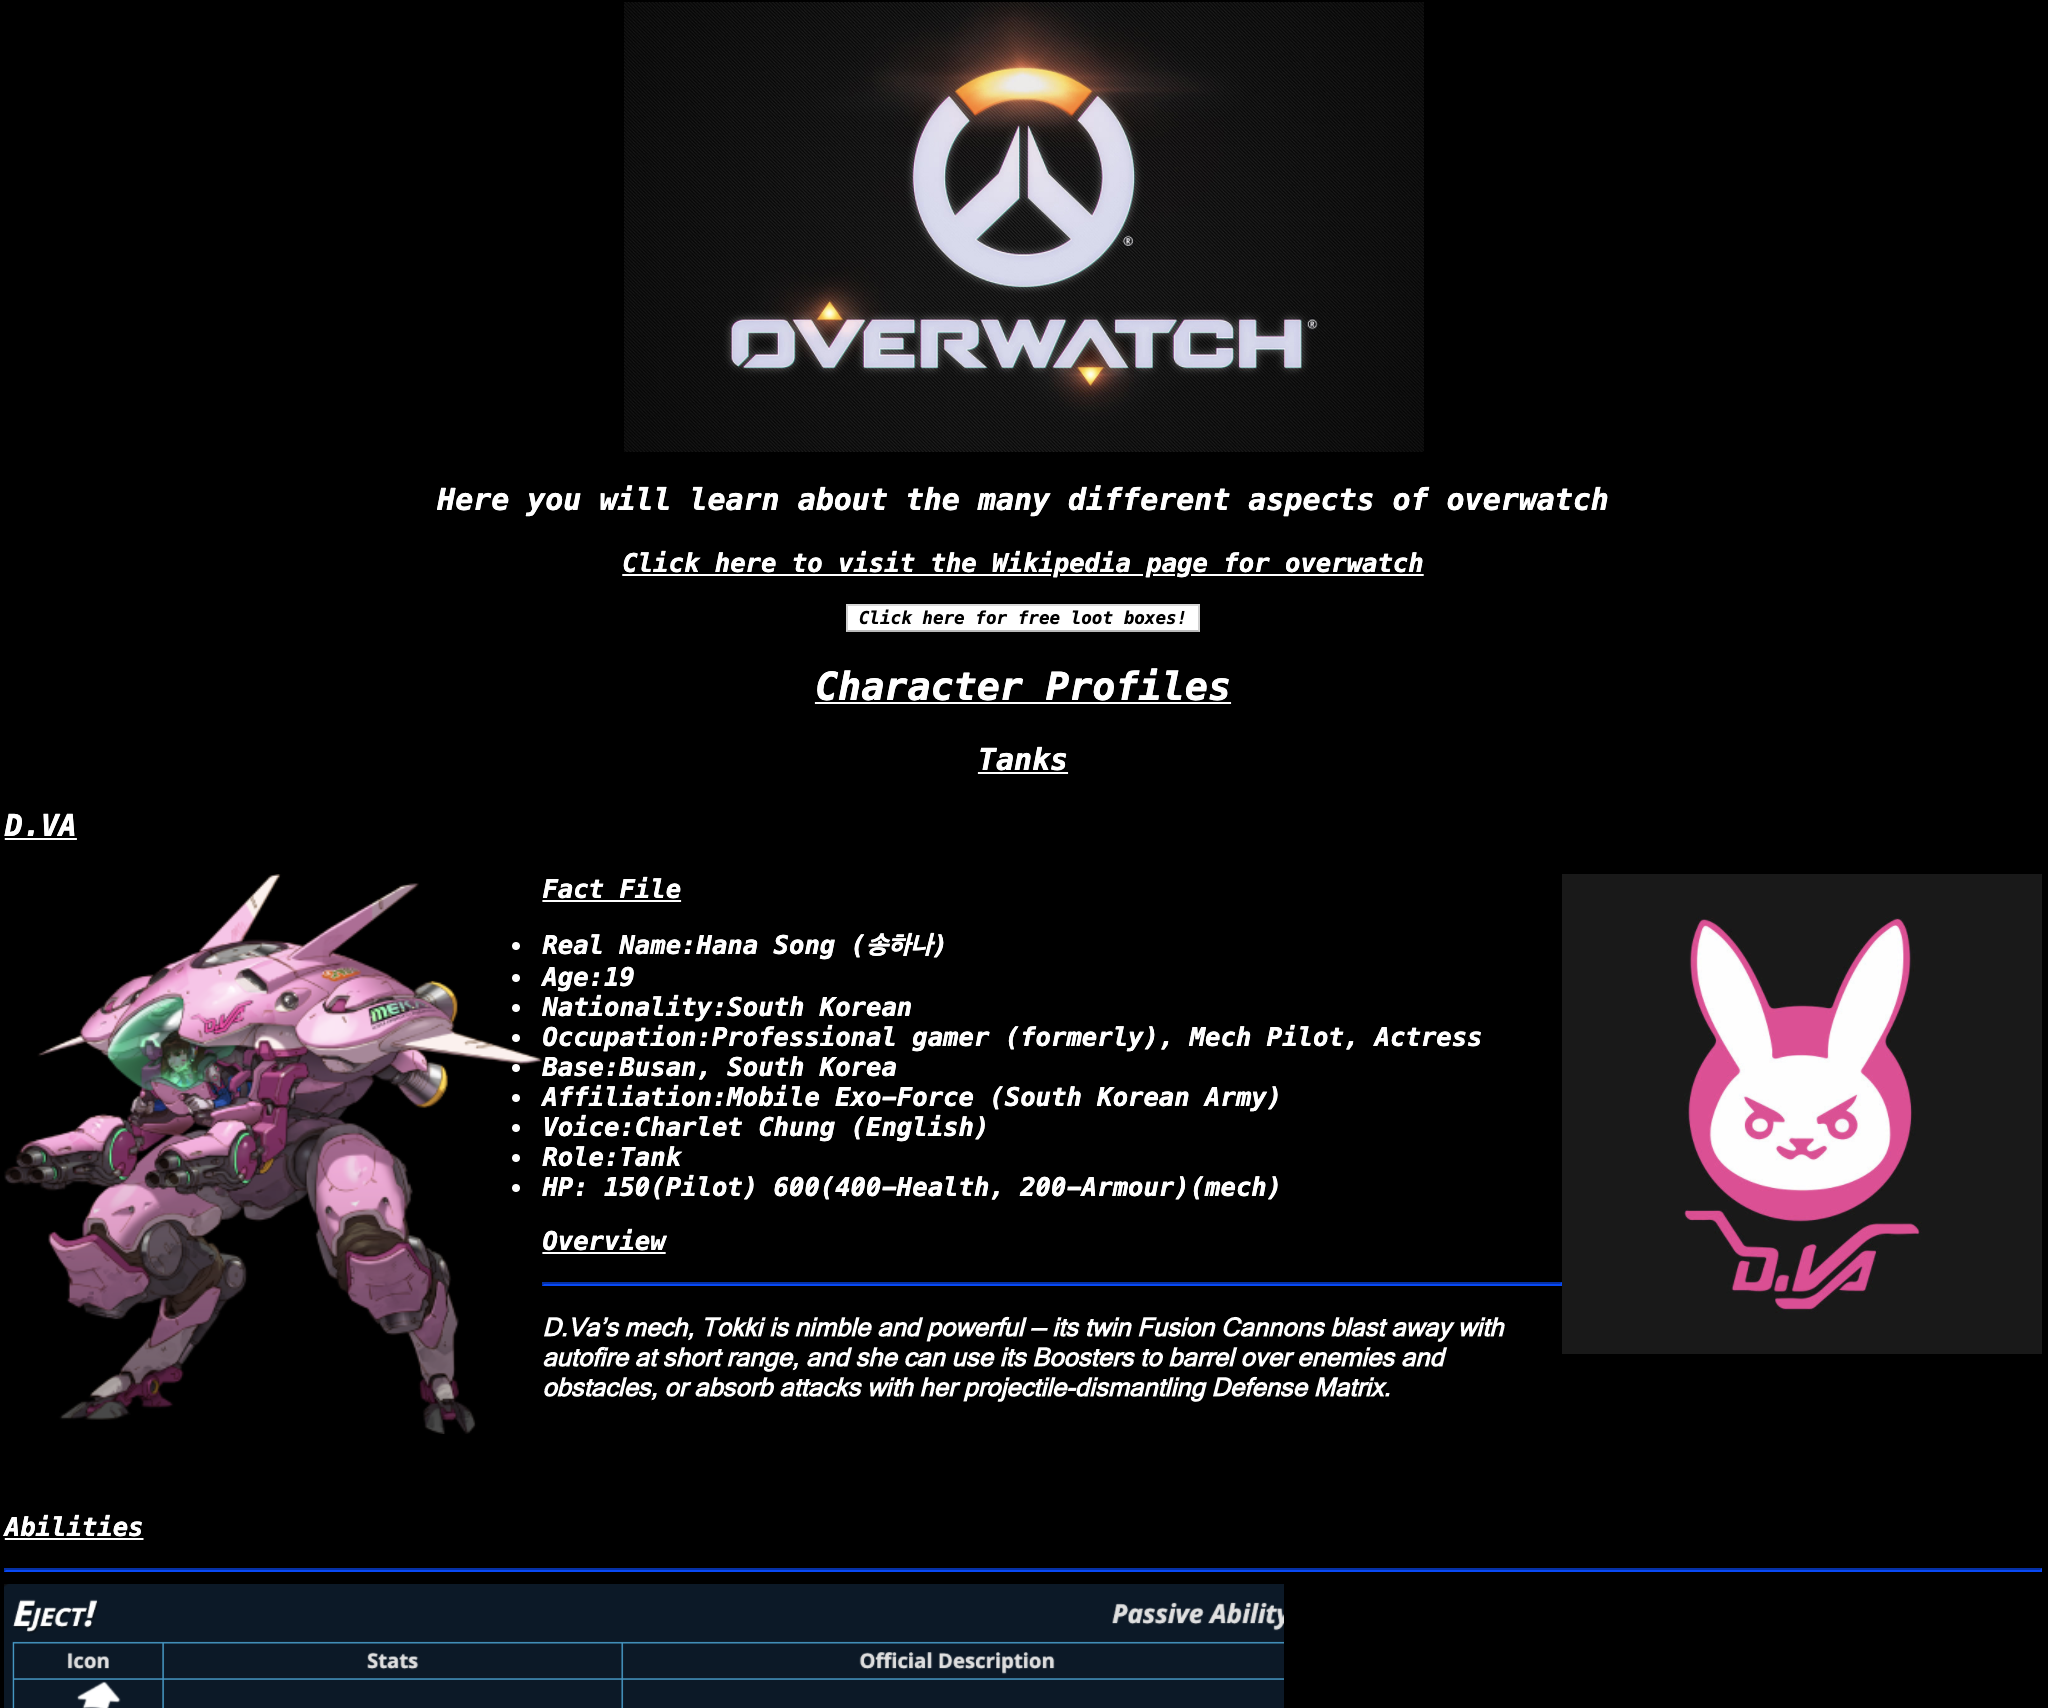 OVERWATCH®
Here you will learn about the many different aspects of overwatch
Click here to visit the Wikipedia page for overwatch
Click here for free loot boxes!
Character Profiles
Tanks
D.VA
MEKA
D.VA
Fact File
• Real Name:Hana Song (송하나)
• Age:19
• Nationality:South Korean
• Occupation:Professional gamer (formerly), Mech Pilot, Actress
• Base:Busan, South Korea
• Affiliation:Mobile Exo-Force (South Korean Army)
• Voice:Charlet Chung (English)
• Role:Tank
• HP: 150(Pilot) 600(400-Health, 200-Armour)(mech)
Overview
D.Va’s mech, Tokki is nimble and powerful — its twin Fusion Cannons blast away with
autofire at short range, and she can use its Boosters to barrel over enemies and
obstacles, or absorb attacks with her projectile-dismantling Defense Matrix.
D.VA
Abilities
EJECT! Passive Ability
Icon Stats Official Description